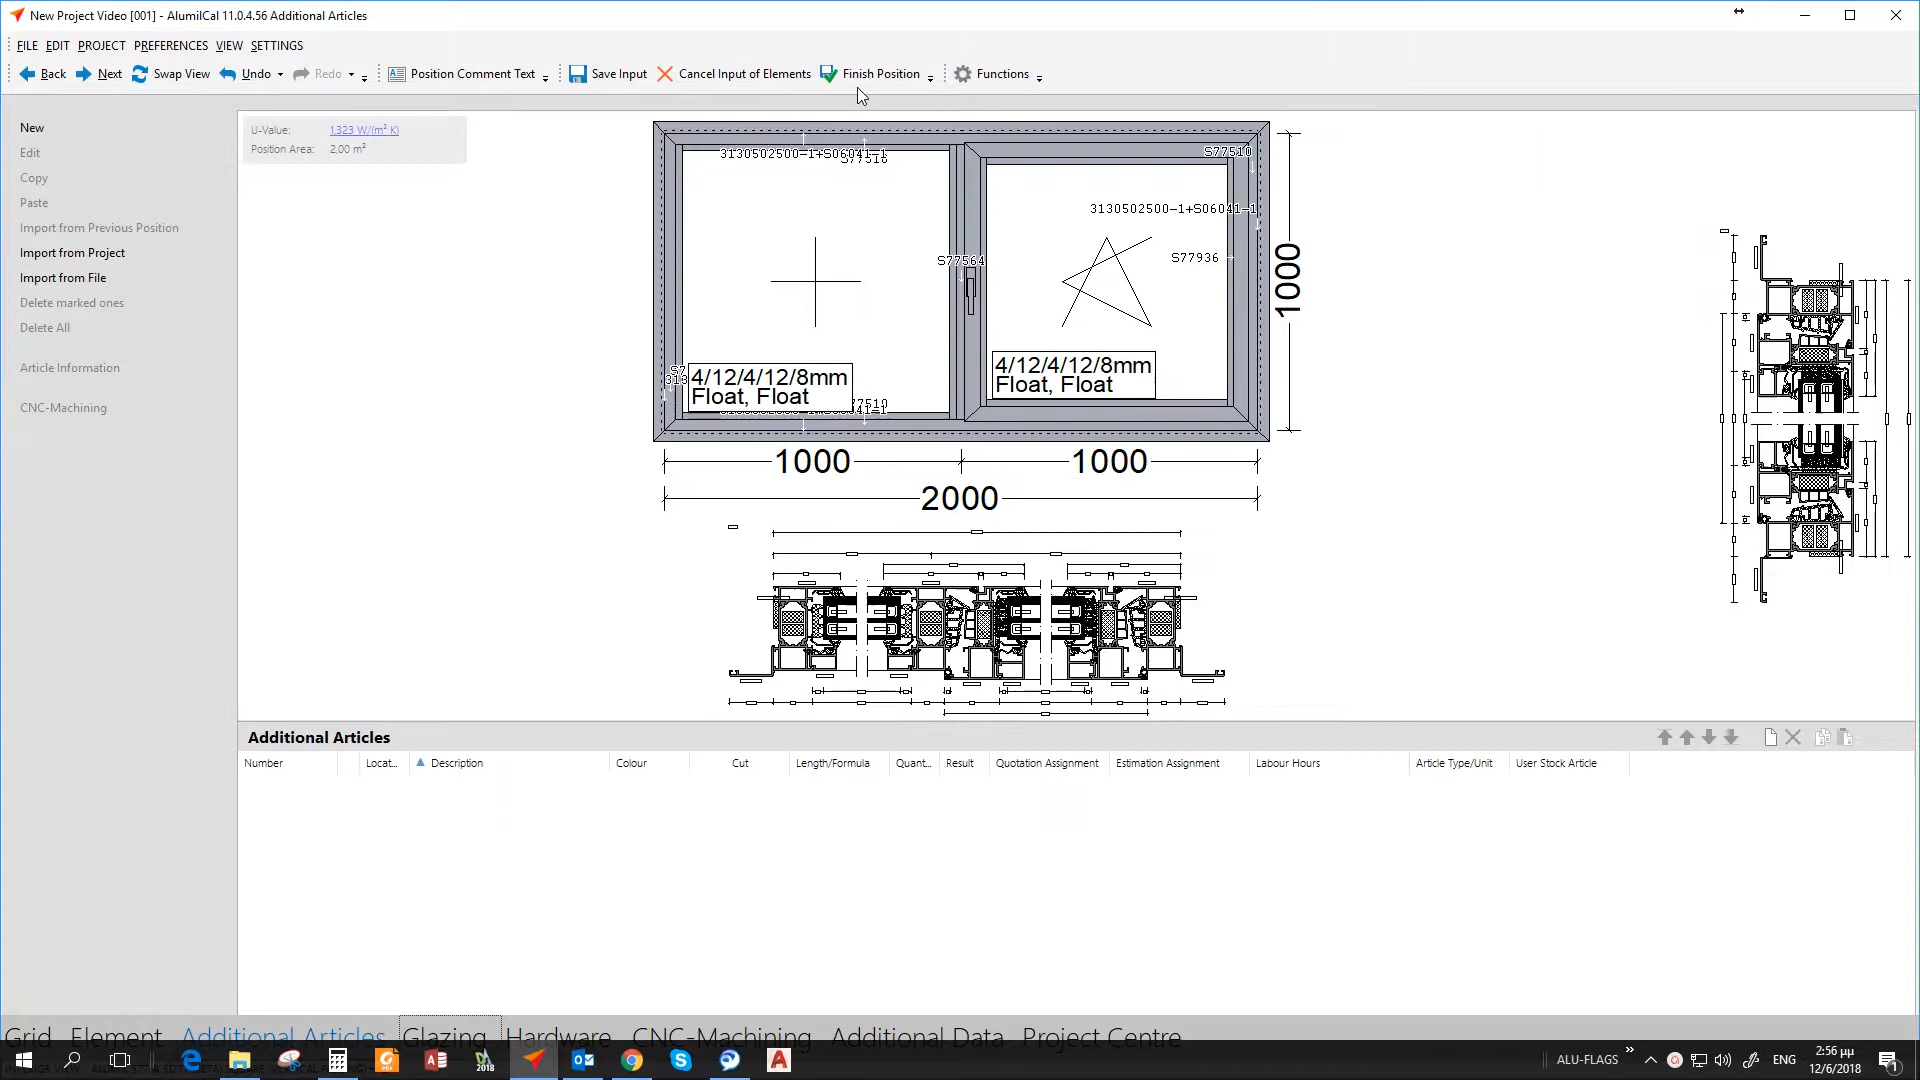 New Project Video [001] - AlumilCal 11.0.4.56 Additional Articles
FILE EDIT PROJECT PREFERENCES VIEW SETTINGS
Back Next Swap View Undo Redo Position Comment Text Save Input Cancel Input of Elements Finish Position Functions
New
Edit
Copy
Paste
Import from Previous Position
Import from Project
Import from File
Delete marked ones
Delete All
Article Information
CNC-Machining
U-Value: 1,323 W/(m² K)
Position Area: 2,00 m²
3130502500-1+S06041-1
S77510
3130502500-1+S06041-1
S77564
S77936
1000
4/12/4/12/8mm
Float, Float
4/12/4/12/8mm
Float, Float
1000 1000
2000
Additional Articles
Number Locat... Description Colour Cut Length/Formula Quant... Result Quotation Assignment Estimation Assignment Labour Hours Article Type/Unit User Stock Article
Grid Element Additional Articles Glazing Hardware CNC-Machining Additional Data Project Centre
2018
ALU-FLAGS
ENG
2:56 μμ
12/6/2018
1